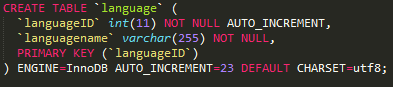 CREATE TABLE `language` (
`languageID` int(11) NOT NULL AUTO_INCREMENT,
`languagename` varchar(255) NOT NULL,
PRIMARY KEY (`languageID`)
) ENGINE=InnoDB AUTO_INCREMENT=23 DEFAULT CHARSET=utf8;